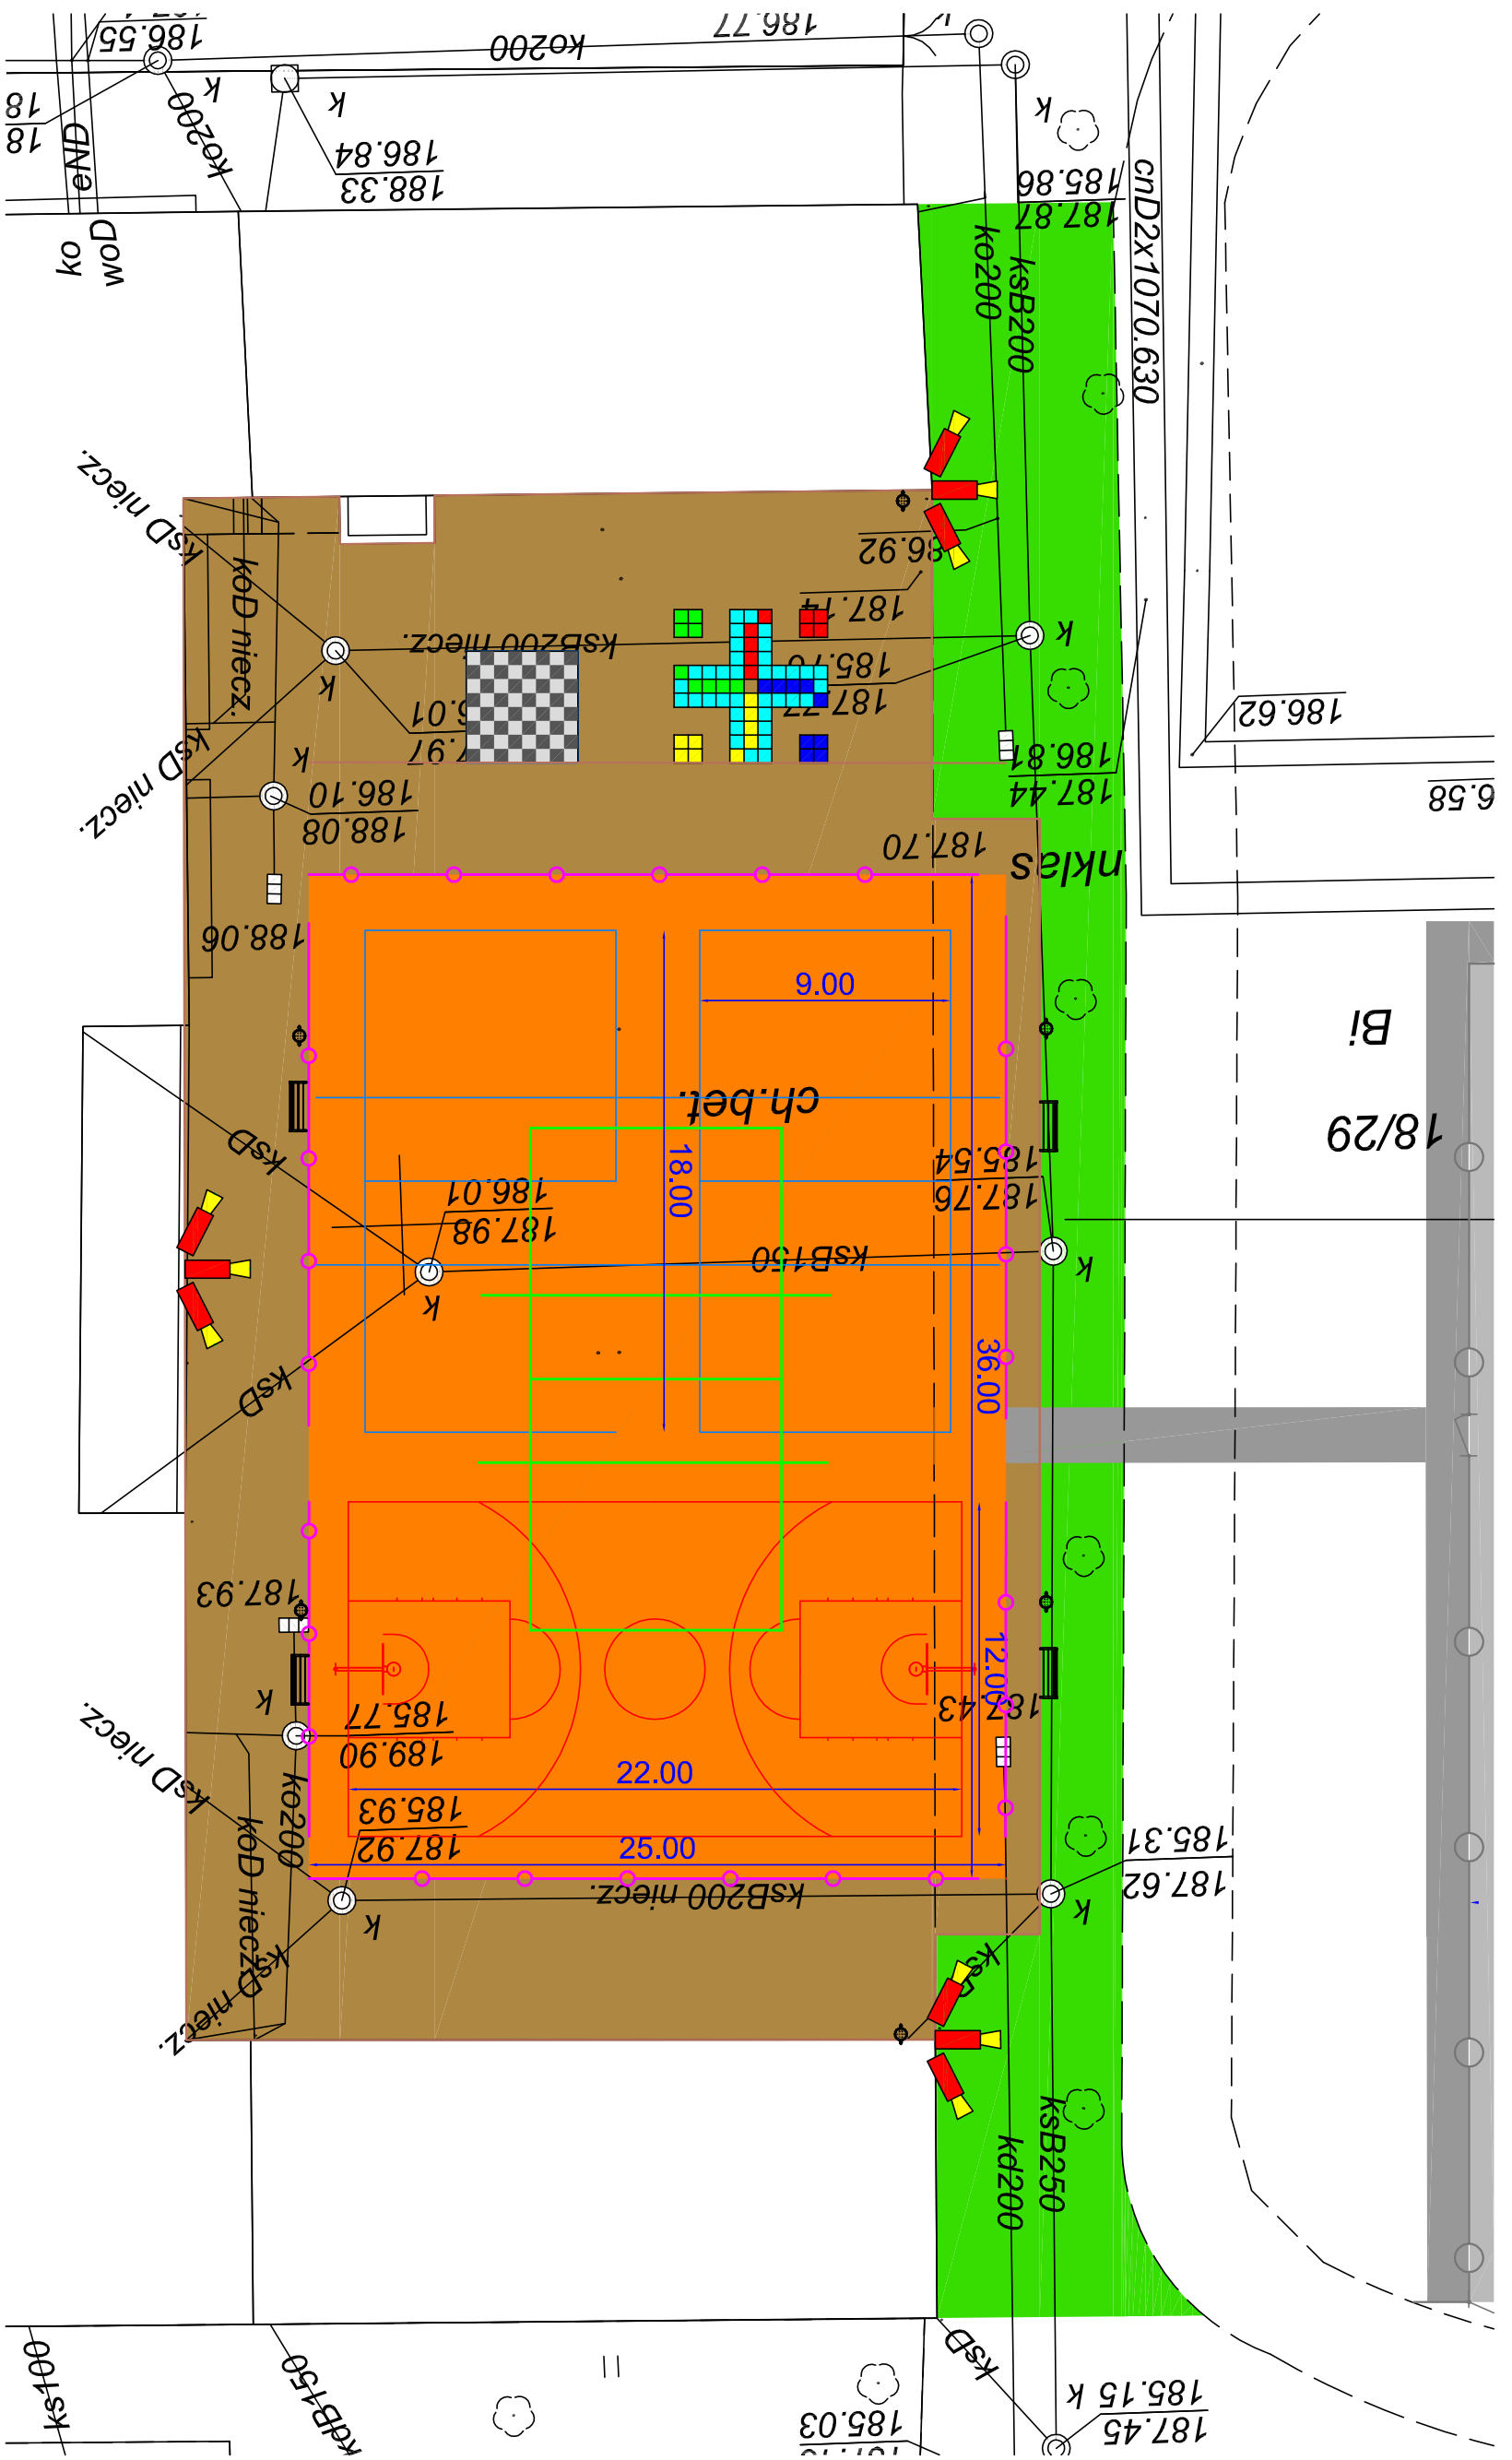 186.55
ko200
186.77
k
k
k
18
18
eND
ko200
186.84
188.33
185.86
187.87
cnD2x1070.630
ko
Dow
ko200
ksB200
ksD niecz.
koD niecz.
187.14
ksB200 niecz.
k
k
185.76
187.77
186.62
ksD niecz.
k
186.81
187.44
186.10
188.08
6.58
187.70
nklas
188.06
9.00
Bi
ch.bet.
18/29
ksD
18.00
185.54
187.76
186.01
187.98
ksB150
k
k
36.00
ksD
187.93
12.00
187.43
k
185.77
189.90
ksD niecz.
22.00
ko200
185.93
187.92
25.00
185.31
187.62
koD niecz.
ksB200 niecz.
k
k
ksD
ksD niecz.
ksB250
kd200
ksD
ks100
kdB150
185.15
k
187.45
185.03